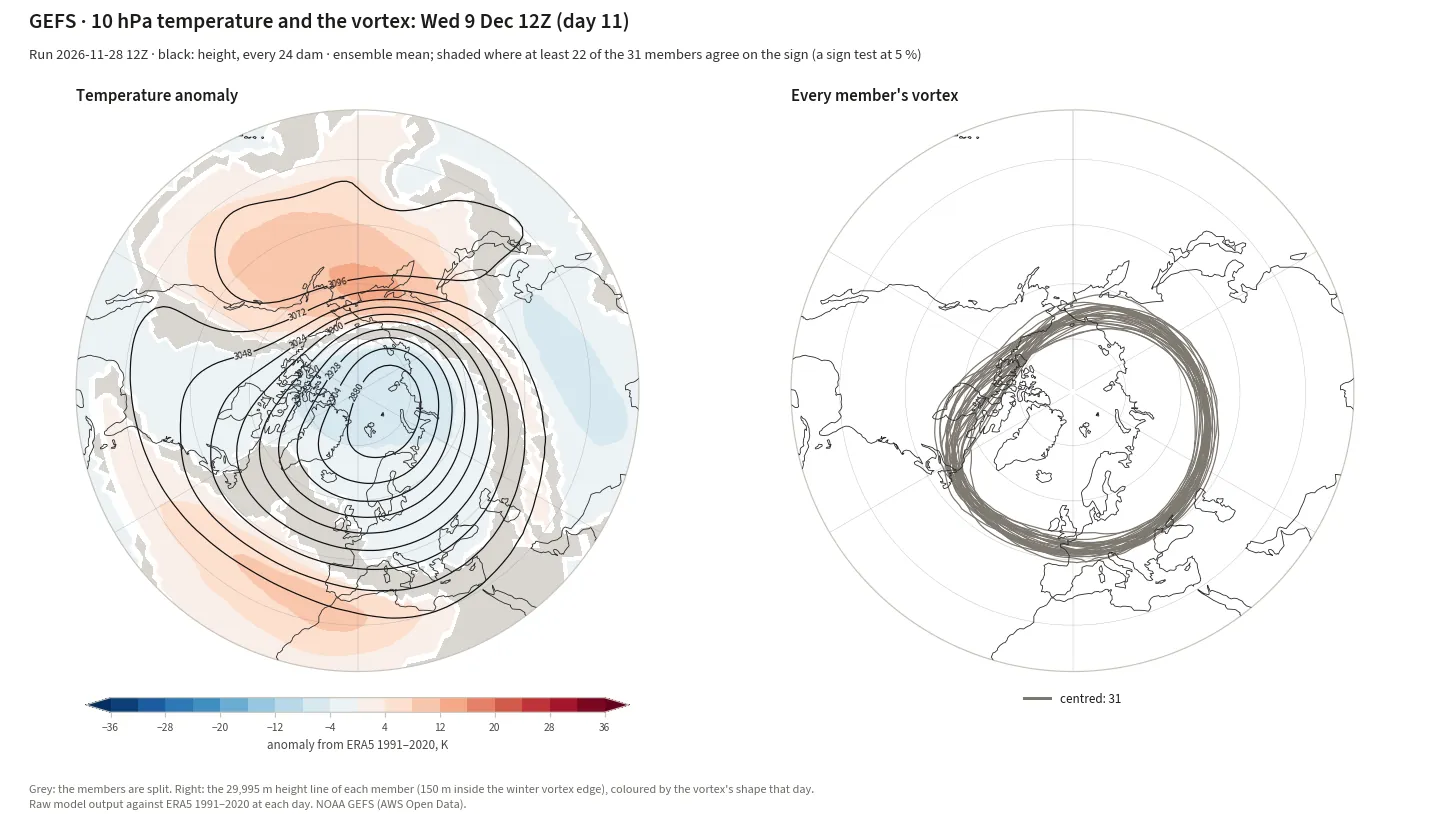 GEFS · 10 hPa temperature and the vortex: Wed 9 Dec 12Z (day 11)
Run 2026-11-28 12Z · black: height, every 24 dam · ensemble mean; shaded where at least 22 of the 31 members agree on the sign (a sign test at 5 %)
Temperature anomaly
Every member's vortex
3096
3072
3000
3024
3048
2928
2880
−36 −28 −20 −12 −4 4 12 20 28 36
anomaly from ERA5 1991–2020, K
centred: 31
Grey: the members are split. Right: the 29,995 m height line of each member (150 m inside the winter vortex edge), coloured by the vortex's shape that day.
Raw model output against ERA5 1991–2020 at each day. NOAA GEFS (AWS Open Data).